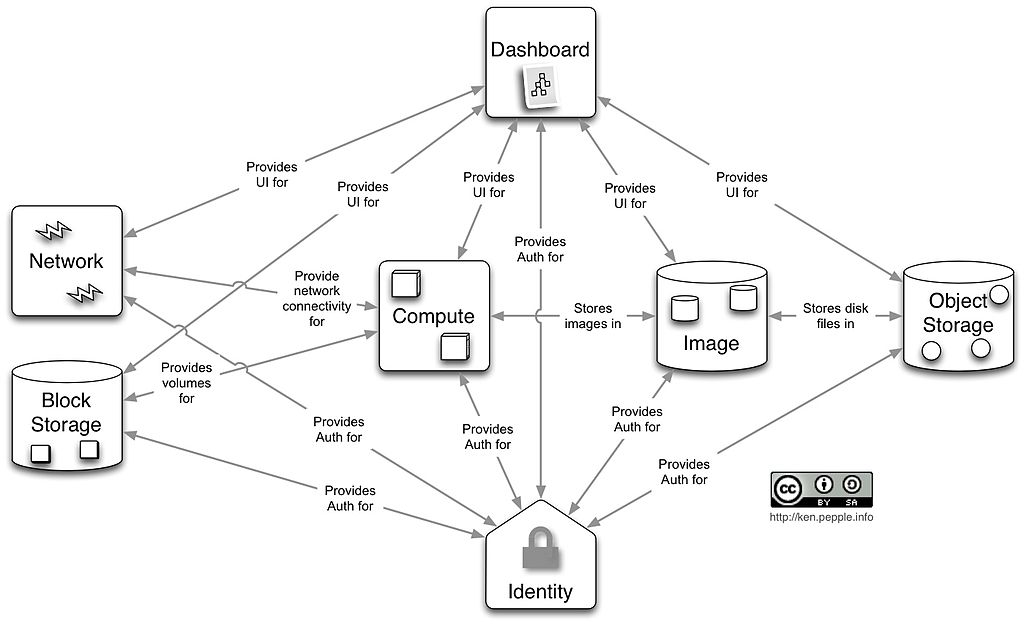 Dashboard
Provides
UI for
Provides
UI for
Provides
UI for
Provides
UI for
Provides
UI for
Provides
Auth for
Network
Provide
network
connectivity
for
Compute
Stores
images in
Image
Stores disk
files in
Object
Storage
Block
Storage
Provides
volumes
for
Provides
Auth for
Provides
Auth for
Provides
Auth for
Provides
Auth for
Provides
Auth for
Identity
cc
BY SA
http://ken.pepple.info